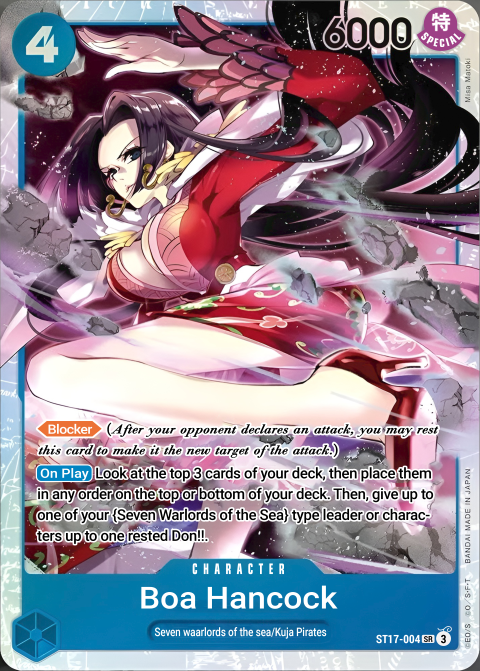 4
6000
特
SPECIAL
Misa Matoki
Blocker (After your opponent declares an attack, you may rest
this card to make it the new target of the attack.)
On Play Look at the top 3 cards of your deck, then place them
in any order on the top or bottom of your deck. Then, give up to
one of your {Seven Warlords of the Sea} type leader or charac-
ters up to one rested Don!!.
CHARACTER
Boa Hancock
Seven waarlords of the sea/Kuja Pirates
ST17-004 SR 3
©E.O/S ©O/S-F-T BANDAI MADE IN JAPAN